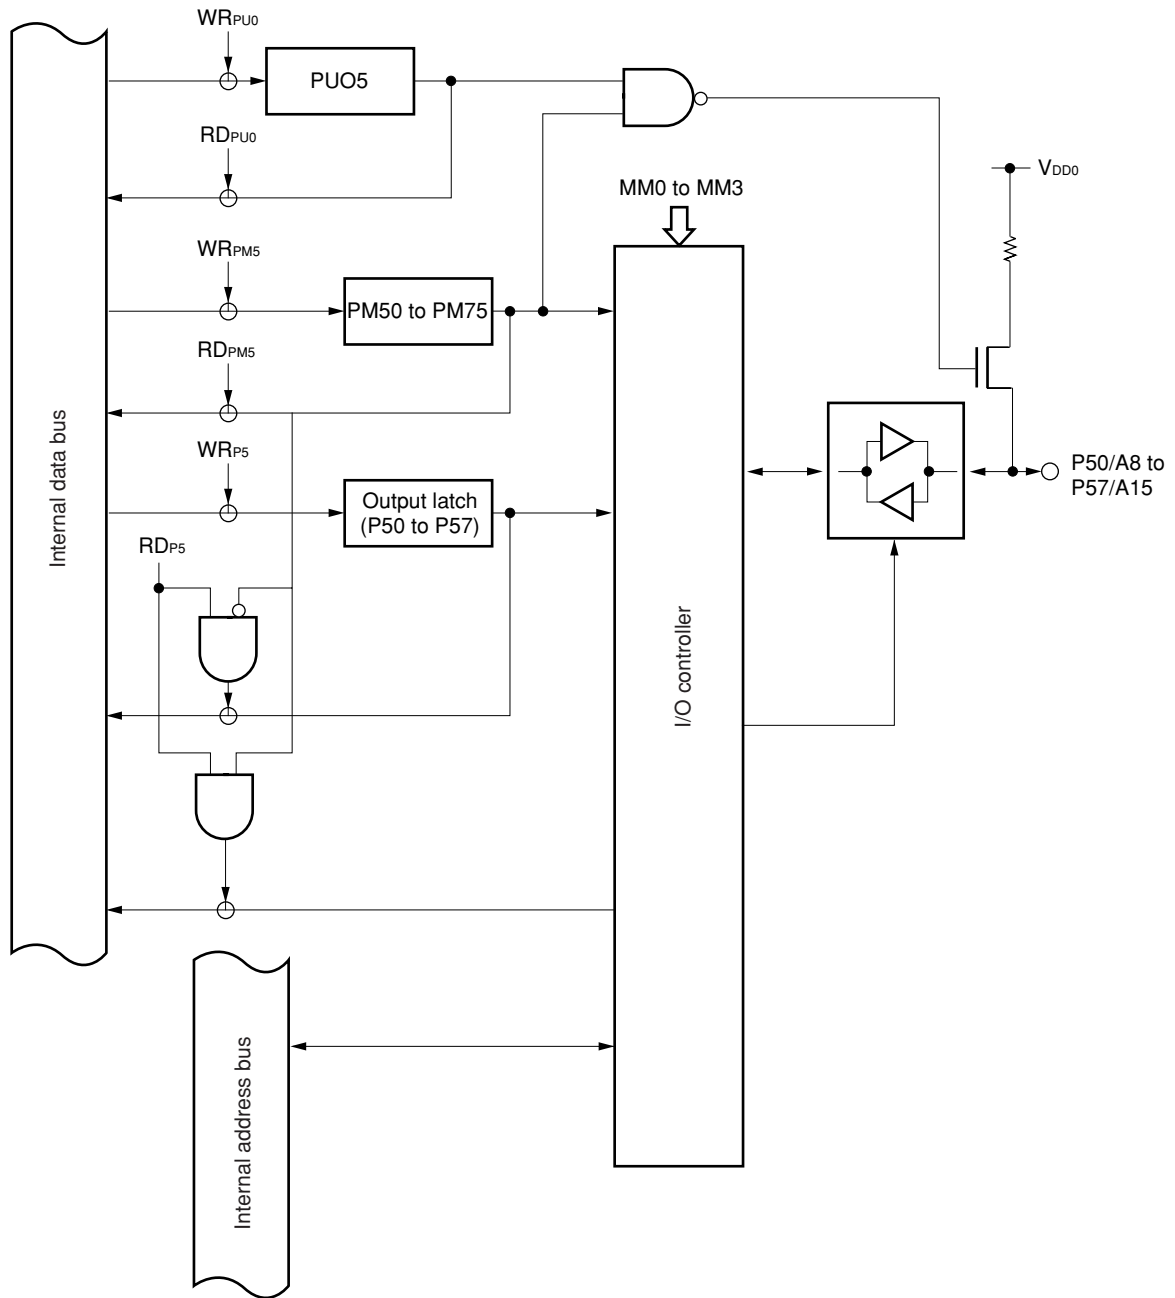 WRPU0
PUO5
RDPU0
VDD0
MM0 to MM3
WRPM5
PM50 to PM75
RDPM5
WRP5
Output latch
(P50 to P57)
P50/A8 to
P57/A15
RDP5
Internal data bus
I/O controller
Internal address bus